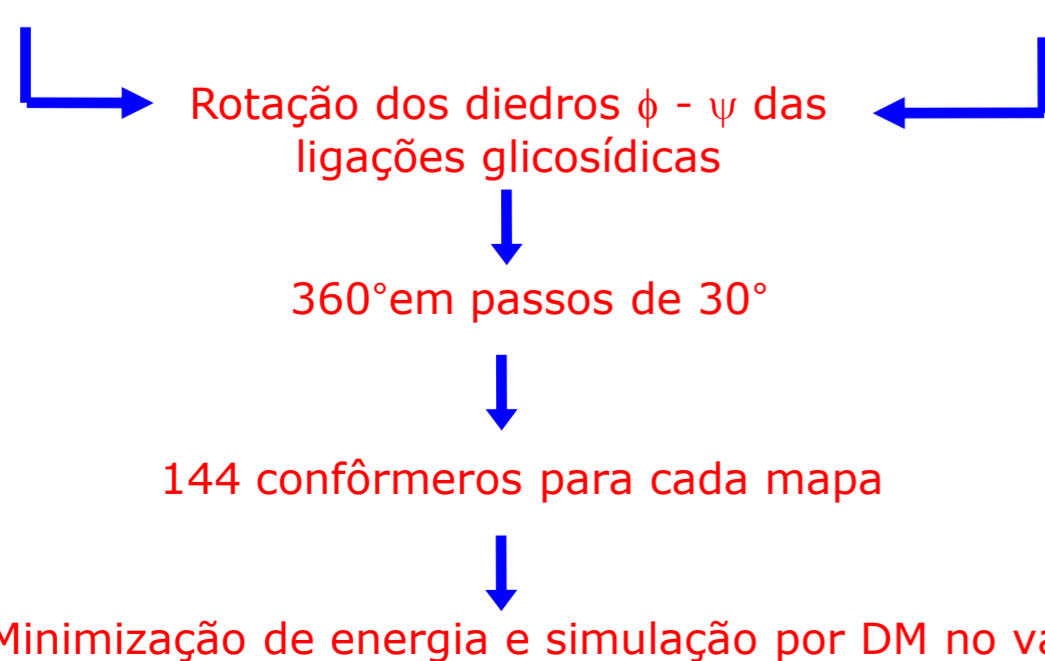 Rotação dos diedros ϕ - ψ das
ligações glicosídicas
360°em passos de 30°
144 confôrmeros para cada mapa
Minimização de energia e simulação por DM no